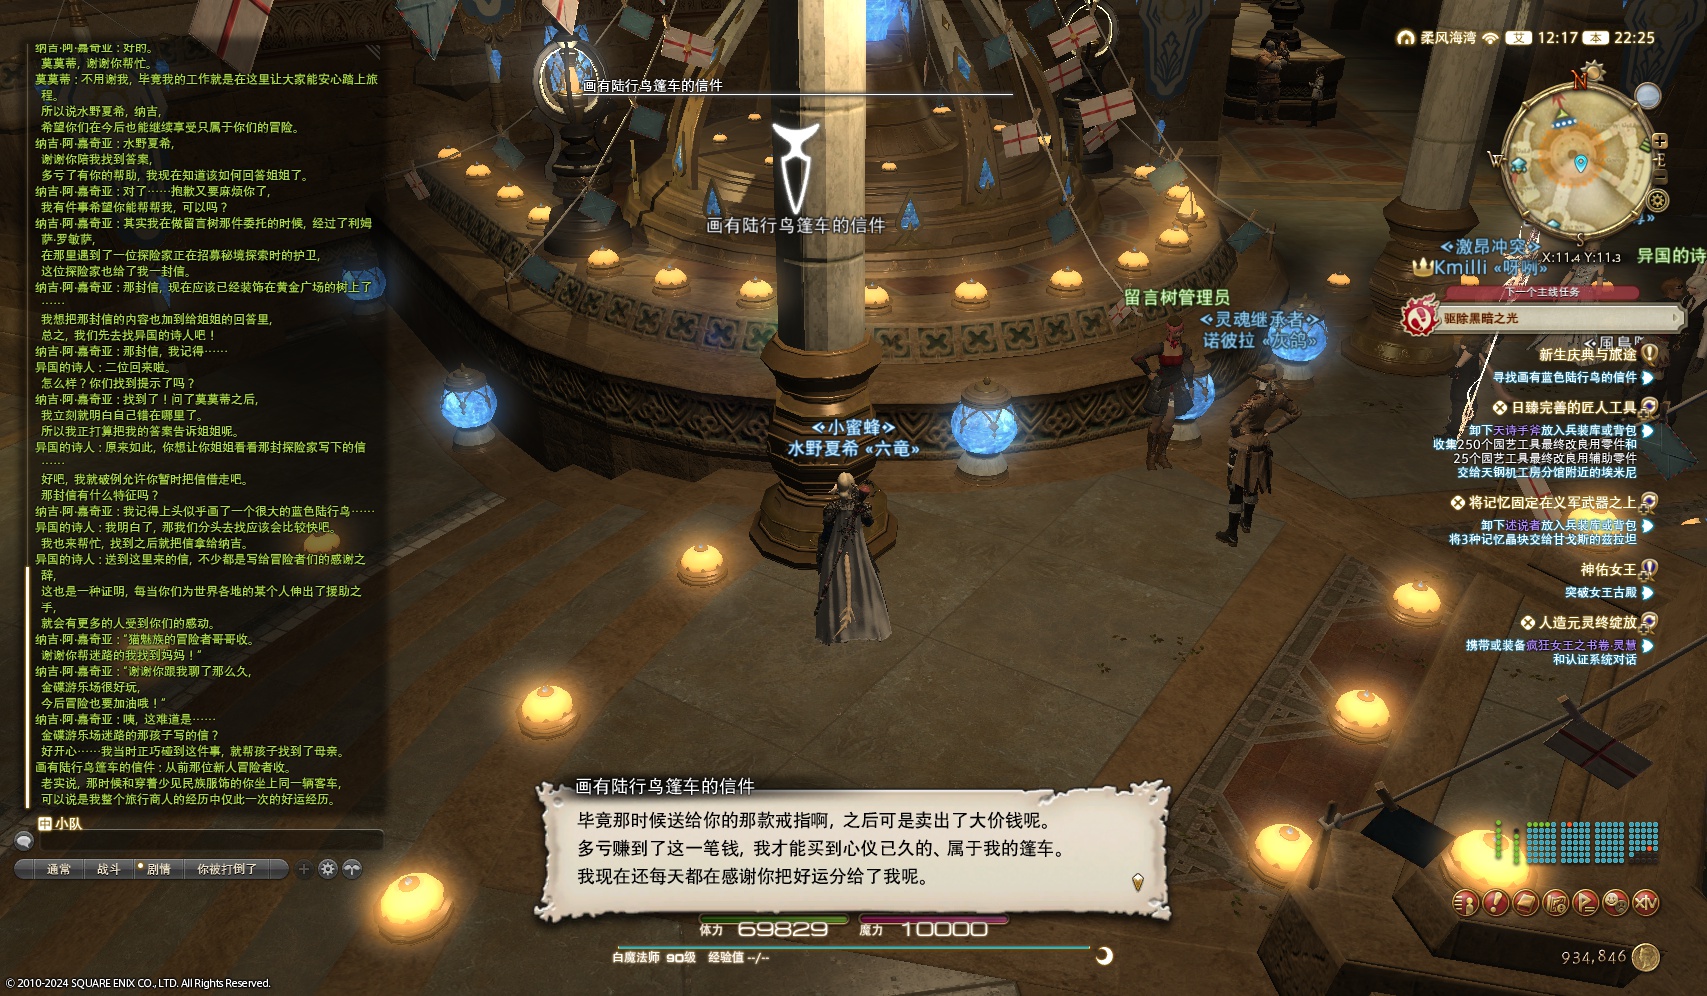 纳吉·阿·嘉奇亚：好的。
莫莫蒂，谢谢你帮忙。
莫莫蒂：不用谢我，毕竟我的工作就是在这里让大家能安心踏上旅
程。
所以说水野夏希，纳吉，
希望你们在今后也能继续享受只属于你们的冒险。
纳吉·阿·嘉奇亚：水野夏希，
谢谢你陪我找到答案，
多亏了有你的帮助，我现在知道该如何回答姐姐了。
纳吉·阿·嘉奇亚：对了……抱歉又要麻烦你了，
我有件事希望你能帮帮我，可以吗？
纳吉·阿·嘉奇亚：其实我在做留言树那件委托的时候，经过了利姆
萨·罗敏萨，
在那里遇到了一位探险家正在招募秘境探索时的护卫，
这位探险家也给了我一封信。
纳吉·阿·嘉奇亚：那封信，现在应该已经装饰在黄金广场的树上了
……
我想把那封信的内容也加到给姐姐的回答里，
总之，我们先去找异国的诗人吧！
纳吉·阿·嘉奇亚：那封信，我记得……
异国的诗人：二位回来啦。
怎么样？你们找到提示了吗？
纳吉·阿·嘉奇亚：找到了！问了莫莫蒂之后，
我立刻就明白自己错在哪里了。
所以我正打算把我的答案告诉姐姐呢。
异国的诗人：原来如此，你想让你姐姐看看那封探险家写下的信
……
好吧，我就破例允许你暂时把信借走吧。
那封信有什么特征吗？
纳吉·阿·嘉奇亚：我记得上头似乎画了一个很大的蓝色陆行鸟……
异国的诗人：我明白了，那我们分头去找应该会比较快吧。
我也来帮忙，找到之后就把信拿给纳吉。
异国的诗人：送到这里来的信，不少都是写给冒险者们的感谢之
辞，
这也是一种证明，每当你们为世界各地的某个人伸出了援助之
手，
就会有更多的人受到你们的感动。
纳吉·阿·嘉奇亚：“猫魅族的冒险者哥哥收。
谢谢你帮迷路的我找到妈妈！”
纳吉·阿·嘉奇亚：“谢谢你跟我聊了那么久，
金碟游乐场很好玩，
今后冒险也要加油哦！”
纳吉·阿·嘉奇亚：咦，这难道是……
金碟游乐场迷路的那孩子写的信？
好开心……我当时正巧碰到这件事，就帮孩子找到了母亲。
画有陆行鸟篷车的信件：从前那位新人冒险者收。
老实说，那时候和穿着少见民族服饰的你坐上同一辆客车，
可以说是我整个旅行商人的经历中仅此一次的好运经历。
申 小队
通常 战斗 剧情 你被打倒了
画有陆行鸟篷车的信件
画有陆行鸟篷车的信件
留言树管理员
≪灵魂继承者≫
诺彼拉 «灰鸽»
≪小蜜蜂≫
水野夏希 «六竜»
柔风海湾 艾 12:17 本 22:25
N
W
E
S
≪激昂冲突≫
Kmilli «呀咧»
X:11.4 Y:11.3
异国的诗
下一个主线任务
驱除黑暗之光
新生庆典与旅途
寻找画有蓝色陆行鸟的信件
日臻完善的匠人工具
卸下天诗手斧放入兵装库或背包
收集250个园艺工具最终改良用零件和
25个园艺工具最终改良用辅助零件
交给天钢机工房分馆附近的埃米尼
将记忆固定在义军武器之上
卸下述说者放入兵装库或背包
将3种记忆晶块交给甘戈斯的兹拉坦
神佑女王
突破女王古殿
人造元灵终绽放
携带或装备疯狂女王之书卷·灵慧
和认证系统对话
画有陆行鸟篷车的信件
毕竟那时候送给你的那款戒指啊，之后可是卖出了大价钱呢。
多亏赚到了这一笔钱，我才能买到心仪已久的、属于我的篷车。
我现在还每天都在感谢你把好运分给了我呢。
体力 69829 魔力 10000
白魔法师 90级 经验值 --/--
XIV
934,846
© 2010-2024 SQUARE ENIX CO., LTD. All Rights Reserved.